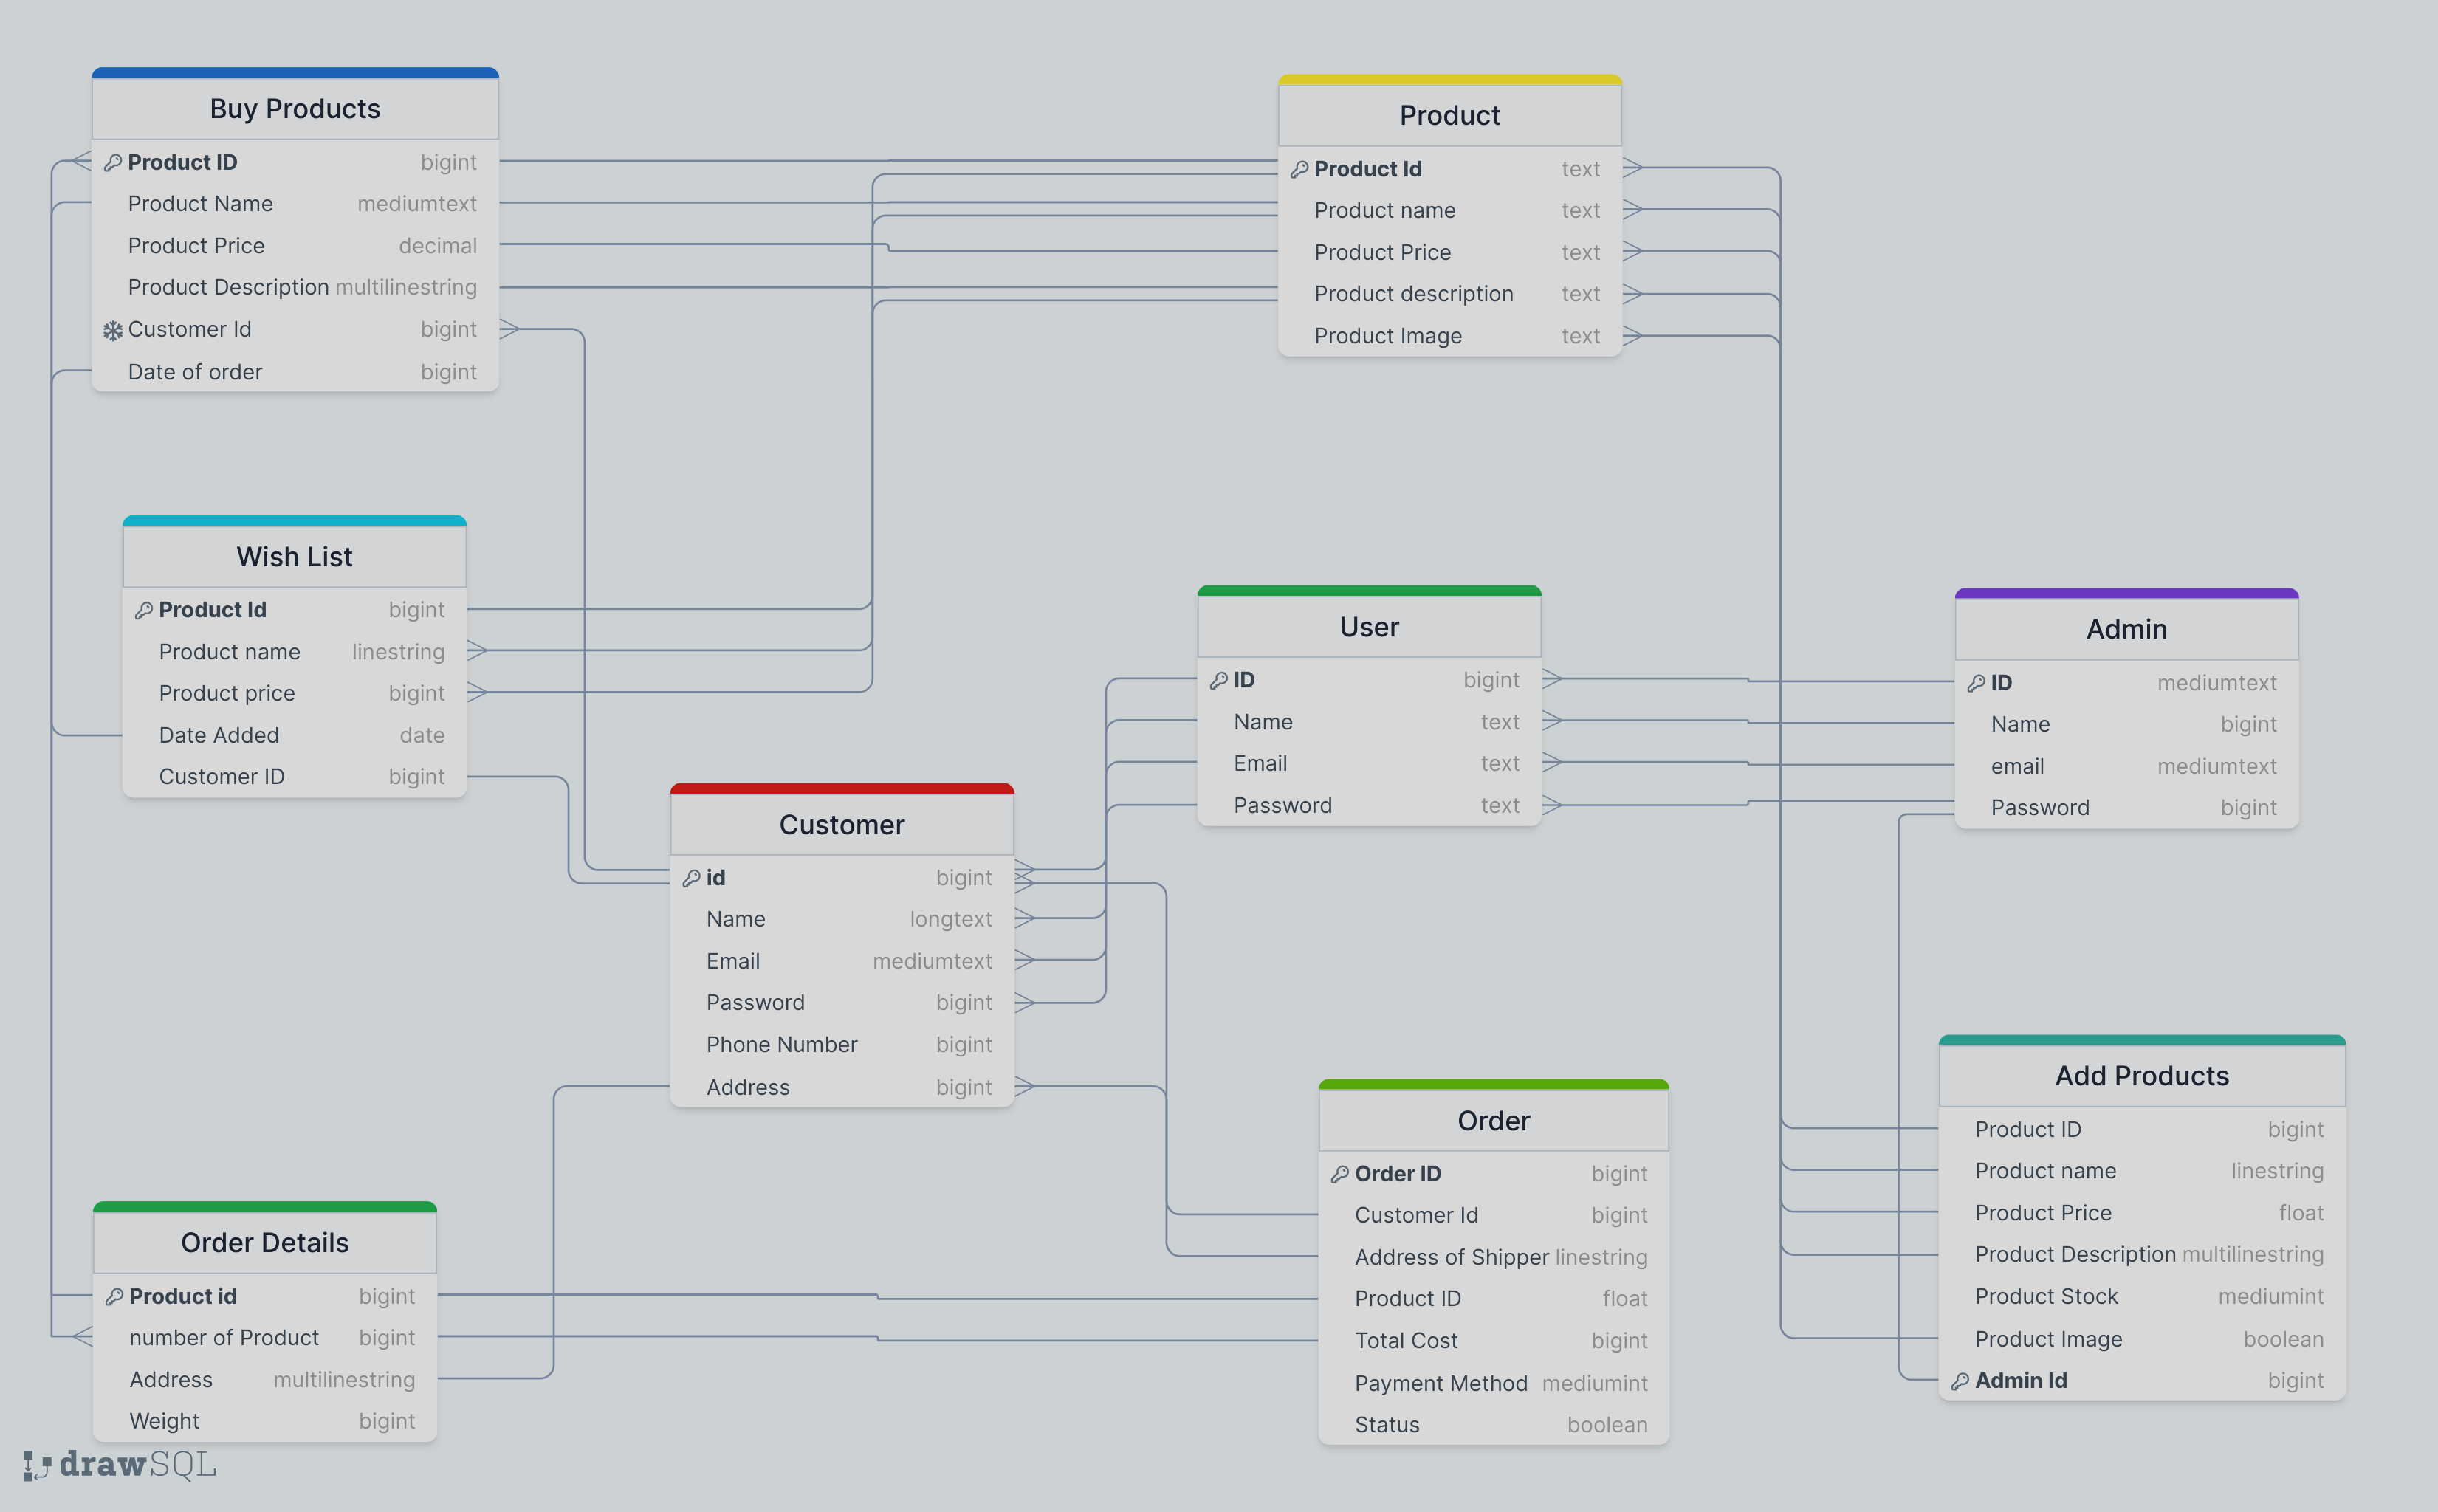 Buy Products
Product ID bigint
Product Name mediumtext
Product Price decimal
Product Description multilinestring
Customer Id bigint
Date of order bigint
Product
Product Id text
Product name text
Product Price text
Product description text
Product Image text
Wish List
Product Id bigint
Product name linestring
Product price bigint
Date Added date
Customer ID bigint
User
ID bigint
Name text
Email text
Password text
Admin
ID mediumtext
Name bigint
email mediumtext
Password bigint
Customer
id bigint
Name longtext
Email mediumtext
Password bigint
Phone Number bigint
Address bigint
Add Products
Product ID bigint
Product name linestring
Product Price float
Product Description multilinestring
Product Stock mediumint
Product Image boolean
Admin Id bigint
Order
Order ID bigint
Customer Id bigint
Address of Shipper linestring
Product ID float
Total Cost bigint
Payment Method mediumint
Status boolean
Order Details
Product id bigint
number of Product bigint
Address multilinestring
Weight bigint
drawSQL